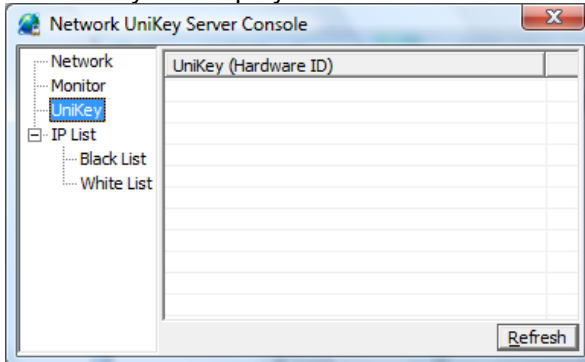 Network UniKey Server Console
Network
Monitor
UniKey
IP List
Black List
White List
UniKey (Hardware ID)
Refresh